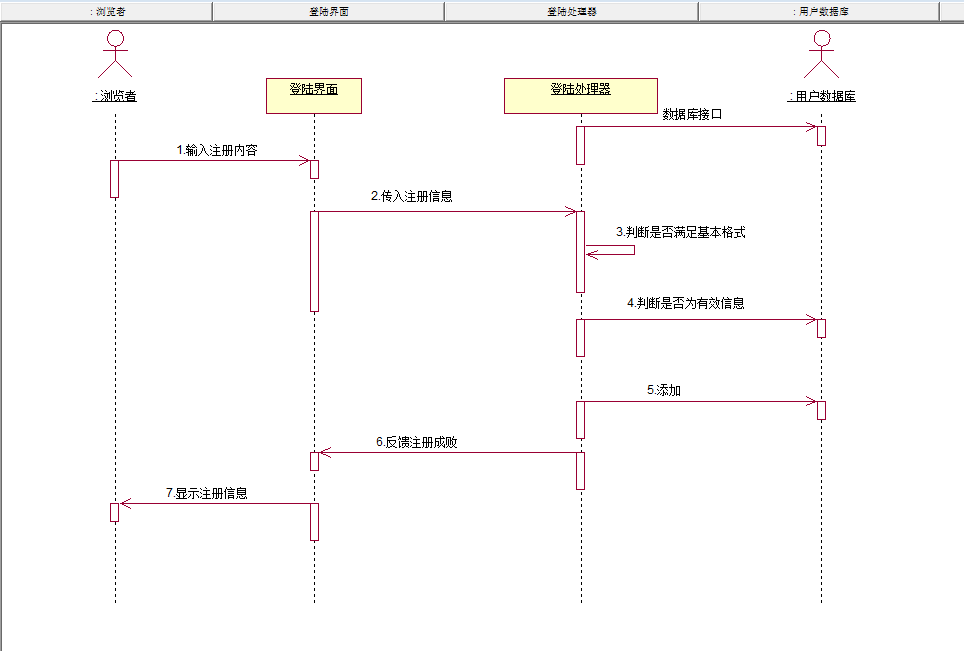 : 浏览者
登陆界面
登陆处理器
: 用户数据库
: 浏览者
登陆界面
登陆处理器
: 用户数据库
数据库接口
1.输入注册内容
2.传入注册信息
3.判断是否满足基本格式
4.判断是否为有效信息
5.添加
6.反馈注册成败
7.显示注册信息